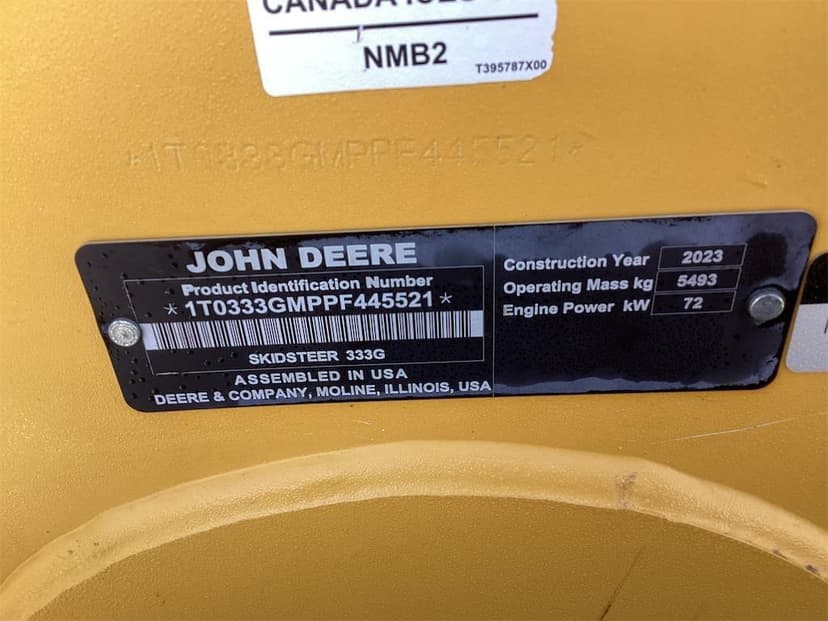 NMB2
T395787X00
*1T0333GMPPF445521*
JOHN DEERE
Product Identification Number
*1T0333GMPPF445521*
SKIDSTEER 333G
ASSEMBLED IN USA
DEERE & COMPANY, MOLINE, ILLINOIS, USA
Construction Year 2023
Operating Mass kg 5493
Engine Power kW 72